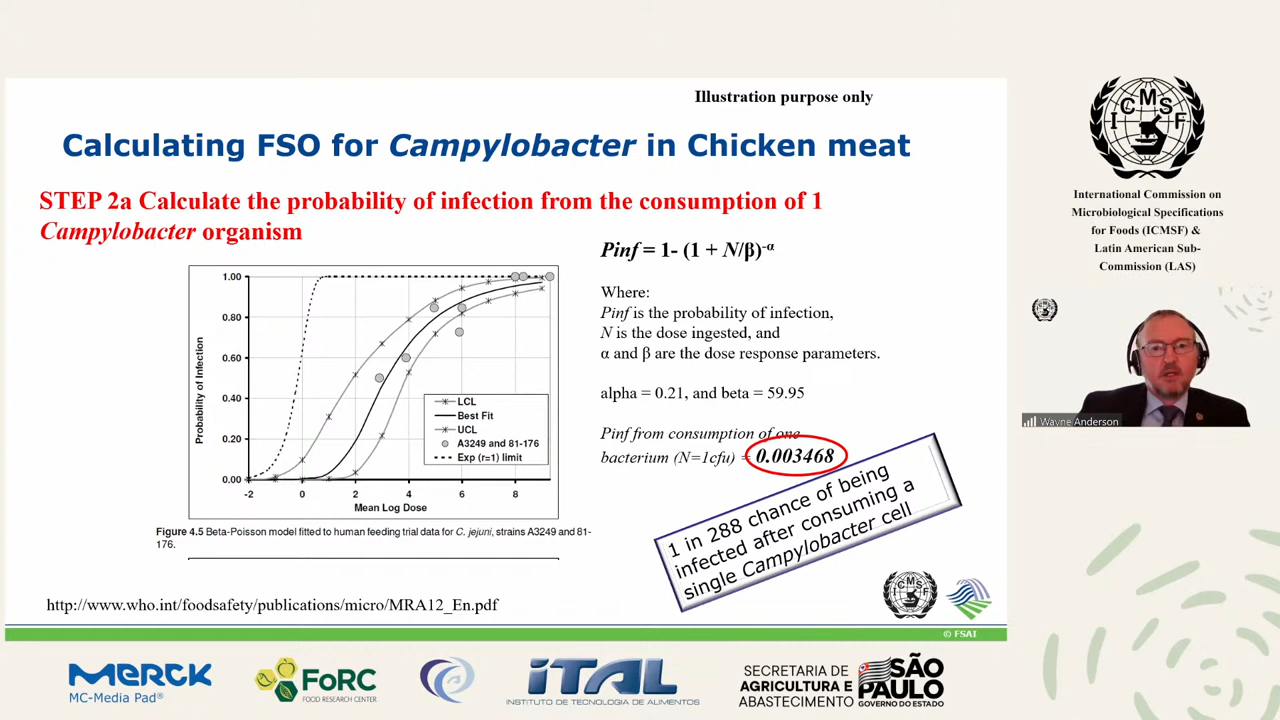 Illustration purpose only
Calculating FSO for Campylobacter in Chicken meat
STEP 2a Calculate the probability of infection from the consumption of 1
Campylobacter organism
Pinf = 1- (1 + N/β)-α
Where:
Pinf is the probability of infection,
N is the dose ingested, and
α and β are the dose response parameters.
alpha = 0.21, and beta = 59.95
Pinf from consumption of one
bacterium (N=1cfu) = 0.003468
1 in 288 chance of being
infected after consuming a
single Campylobacter cell
Probability of Infection
1.00
0.80
0.60
0.40
0.20
0.00
-2 0 2 4 6 8
Mean Log Dose
LCL
Best Fit
UCL
A3249 and 81-176
Exp (r=1) limit
Figure 4.5 Beta-Poisson model fitted to human feeding trial data for C. jejuni, strains A3249 and 81-
176.
http://www.who.int/foodsafety/publications/micro/MRA12_En.pdf
ICMSF
© FSAI
ICMSF
International Commission on
Microbiological Specifications
for Foods (ICMSF) &
Latin American Sub-
Commission (LAS)
Wayne Anderson
MERCK
MC-Media Pad®
FoRC
FOOD RESEARCH CENTER
iTAL
INSTITUTO DE TECNOLOGIA DE ALIMENTOS
SECRETARIA DE
AGRICULTURA E
ABASTECIMENTO
SÃO
PAULO
GOVERNO DO ESTADO